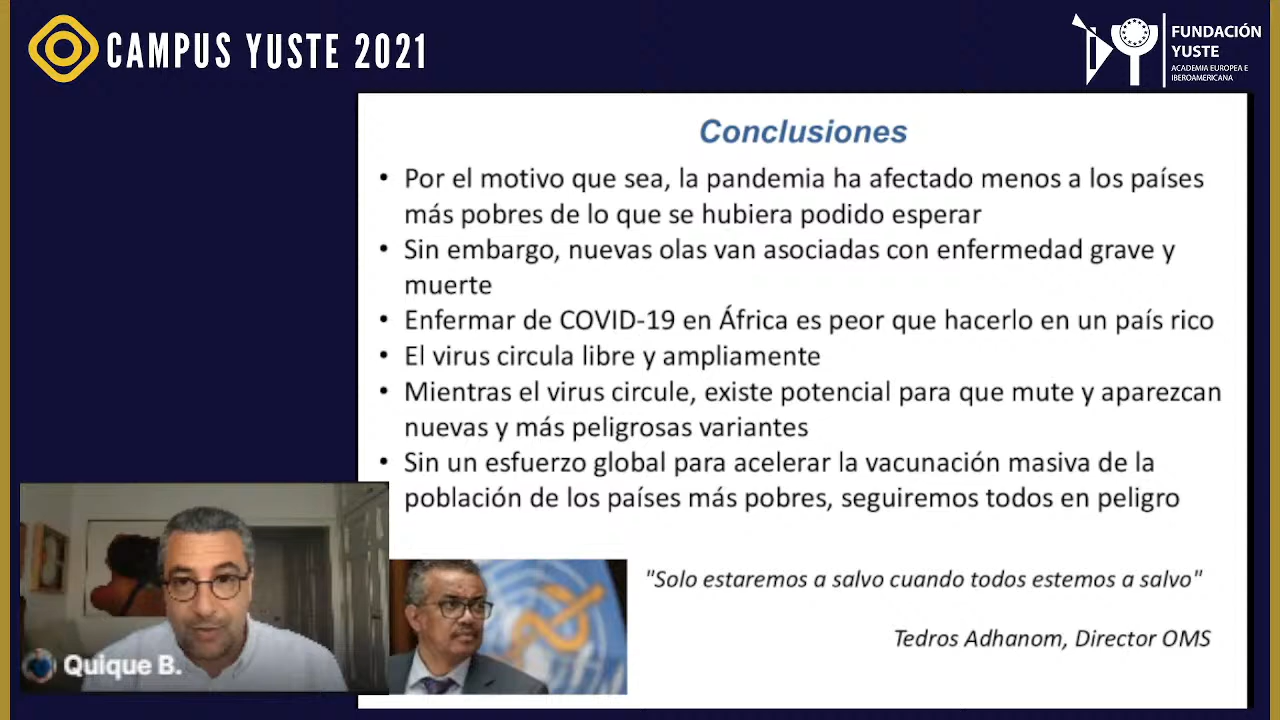 CAMPUS YUSTE 2021
FUNDACIÓN
YUSTE
ACADEMIA EUROPEA E
IBEROAMERICANA
Conclusiones
• Por el motivo que sea, la pandemia ha afectado menos a los países
más pobres de lo que se hubiera podido esperar
• Sin embargo, nuevas olas van asociadas con enfermedad grave y
muerte
• Enfermar de COVID-19 en África es peor que hacerlo en un país rico
• El virus circula libre y ampliamente
• Mientras el virus circule, existe potencial para que mute y aparezcan
nuevas y más peligrosas variantes
• Sin un esfuerzo global para acelerar la vacunación masiva de la
población de los países más pobres, seguiremos todos en peligro
"Solo estaremos a salvo cuando todos estemos a salvo"
Tedros Adhanom, Director OMS
Quique B.